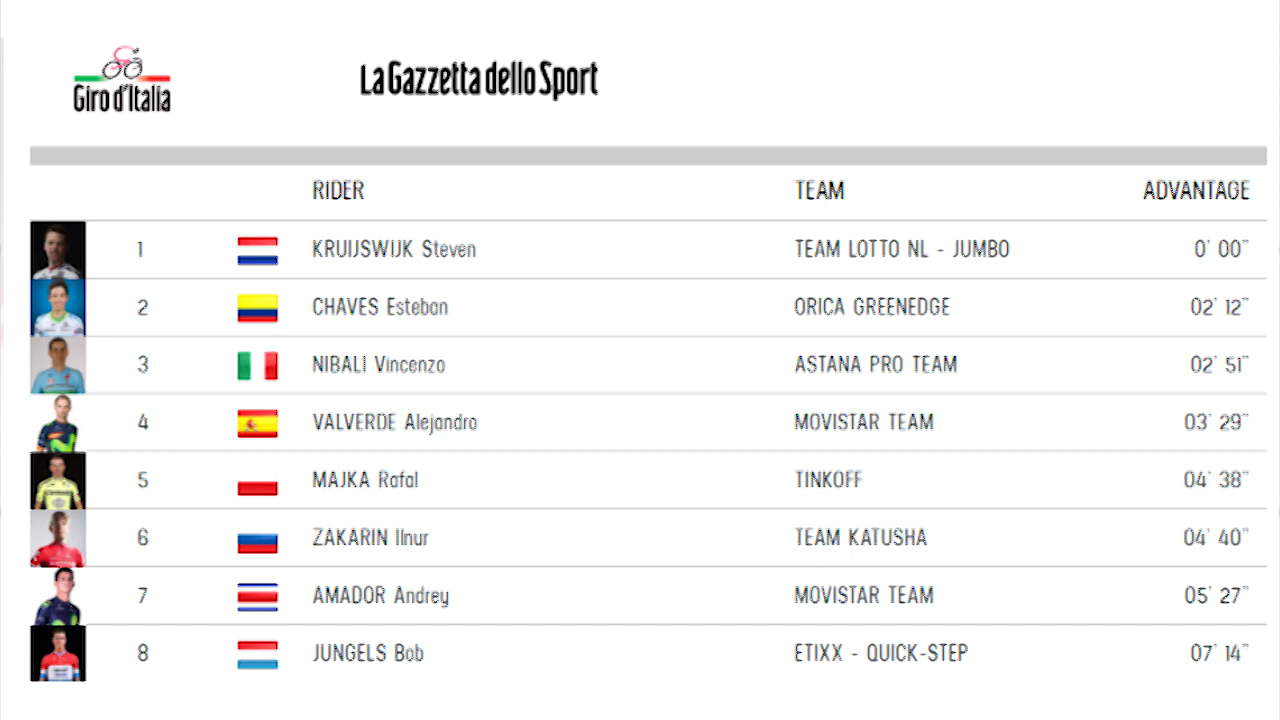 Giro d'Italia
La Gazzetta dello Sport
RIDER TEAM ADVANTAGE
1 KRUIJSWIJK Steven TEAM LOTTO NL - JUMBO 0' 00"
2 CHAVES Esteban ORICA GREENEDGE 02' 12"
3 NIBALI Vincenzo ASTANA PRO TEAM 02' 51"
4 VALVERDE Alejandro MOVISTAR TEAM 03' 29"
5 MAJKA Rafal TINKOFF 04' 38"
6 ZAKARIN Ilnur TEAM KATUSHA 04' 40"
7 AMADOR Andrey MOVISTAR TEAM 05' 27"
8 JUNGELS Bob ETIXX - QUICK-STEP 07' 14"